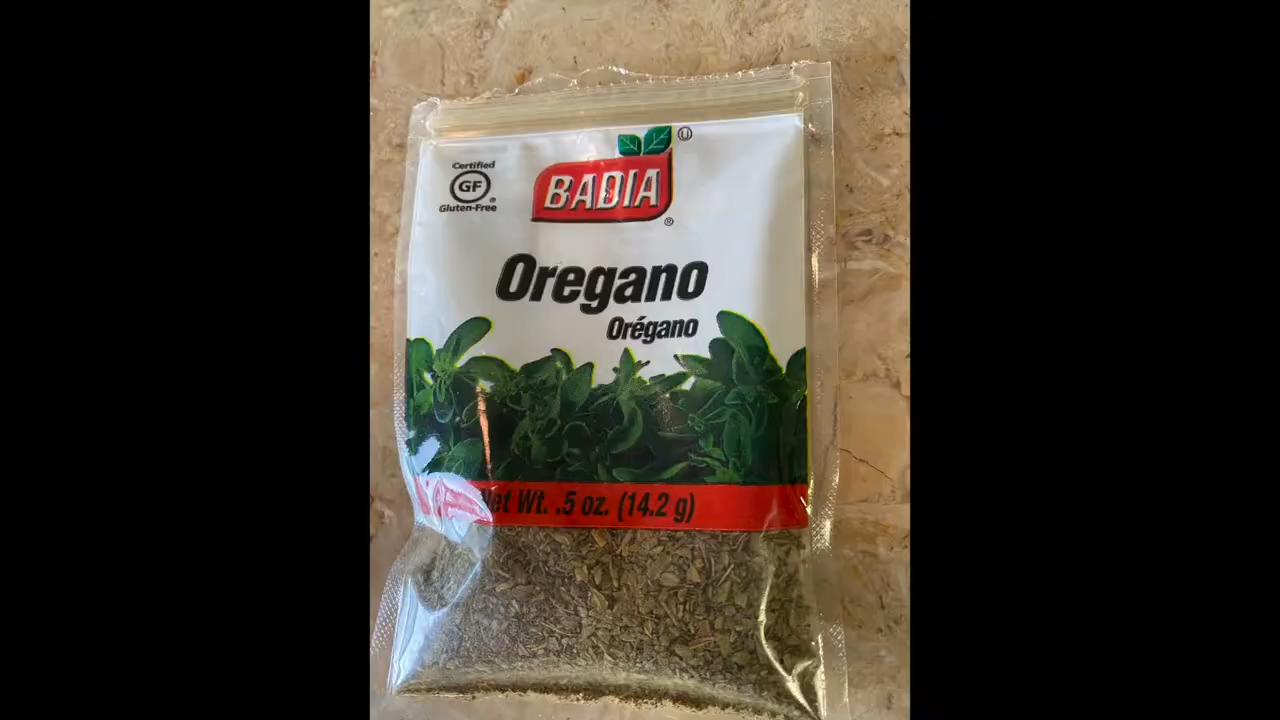 Certified
GF
®
Gluten-Free
U
BADIA
®
Oregano
Orégano
Net Wt. .5 oz. (14.2 g)